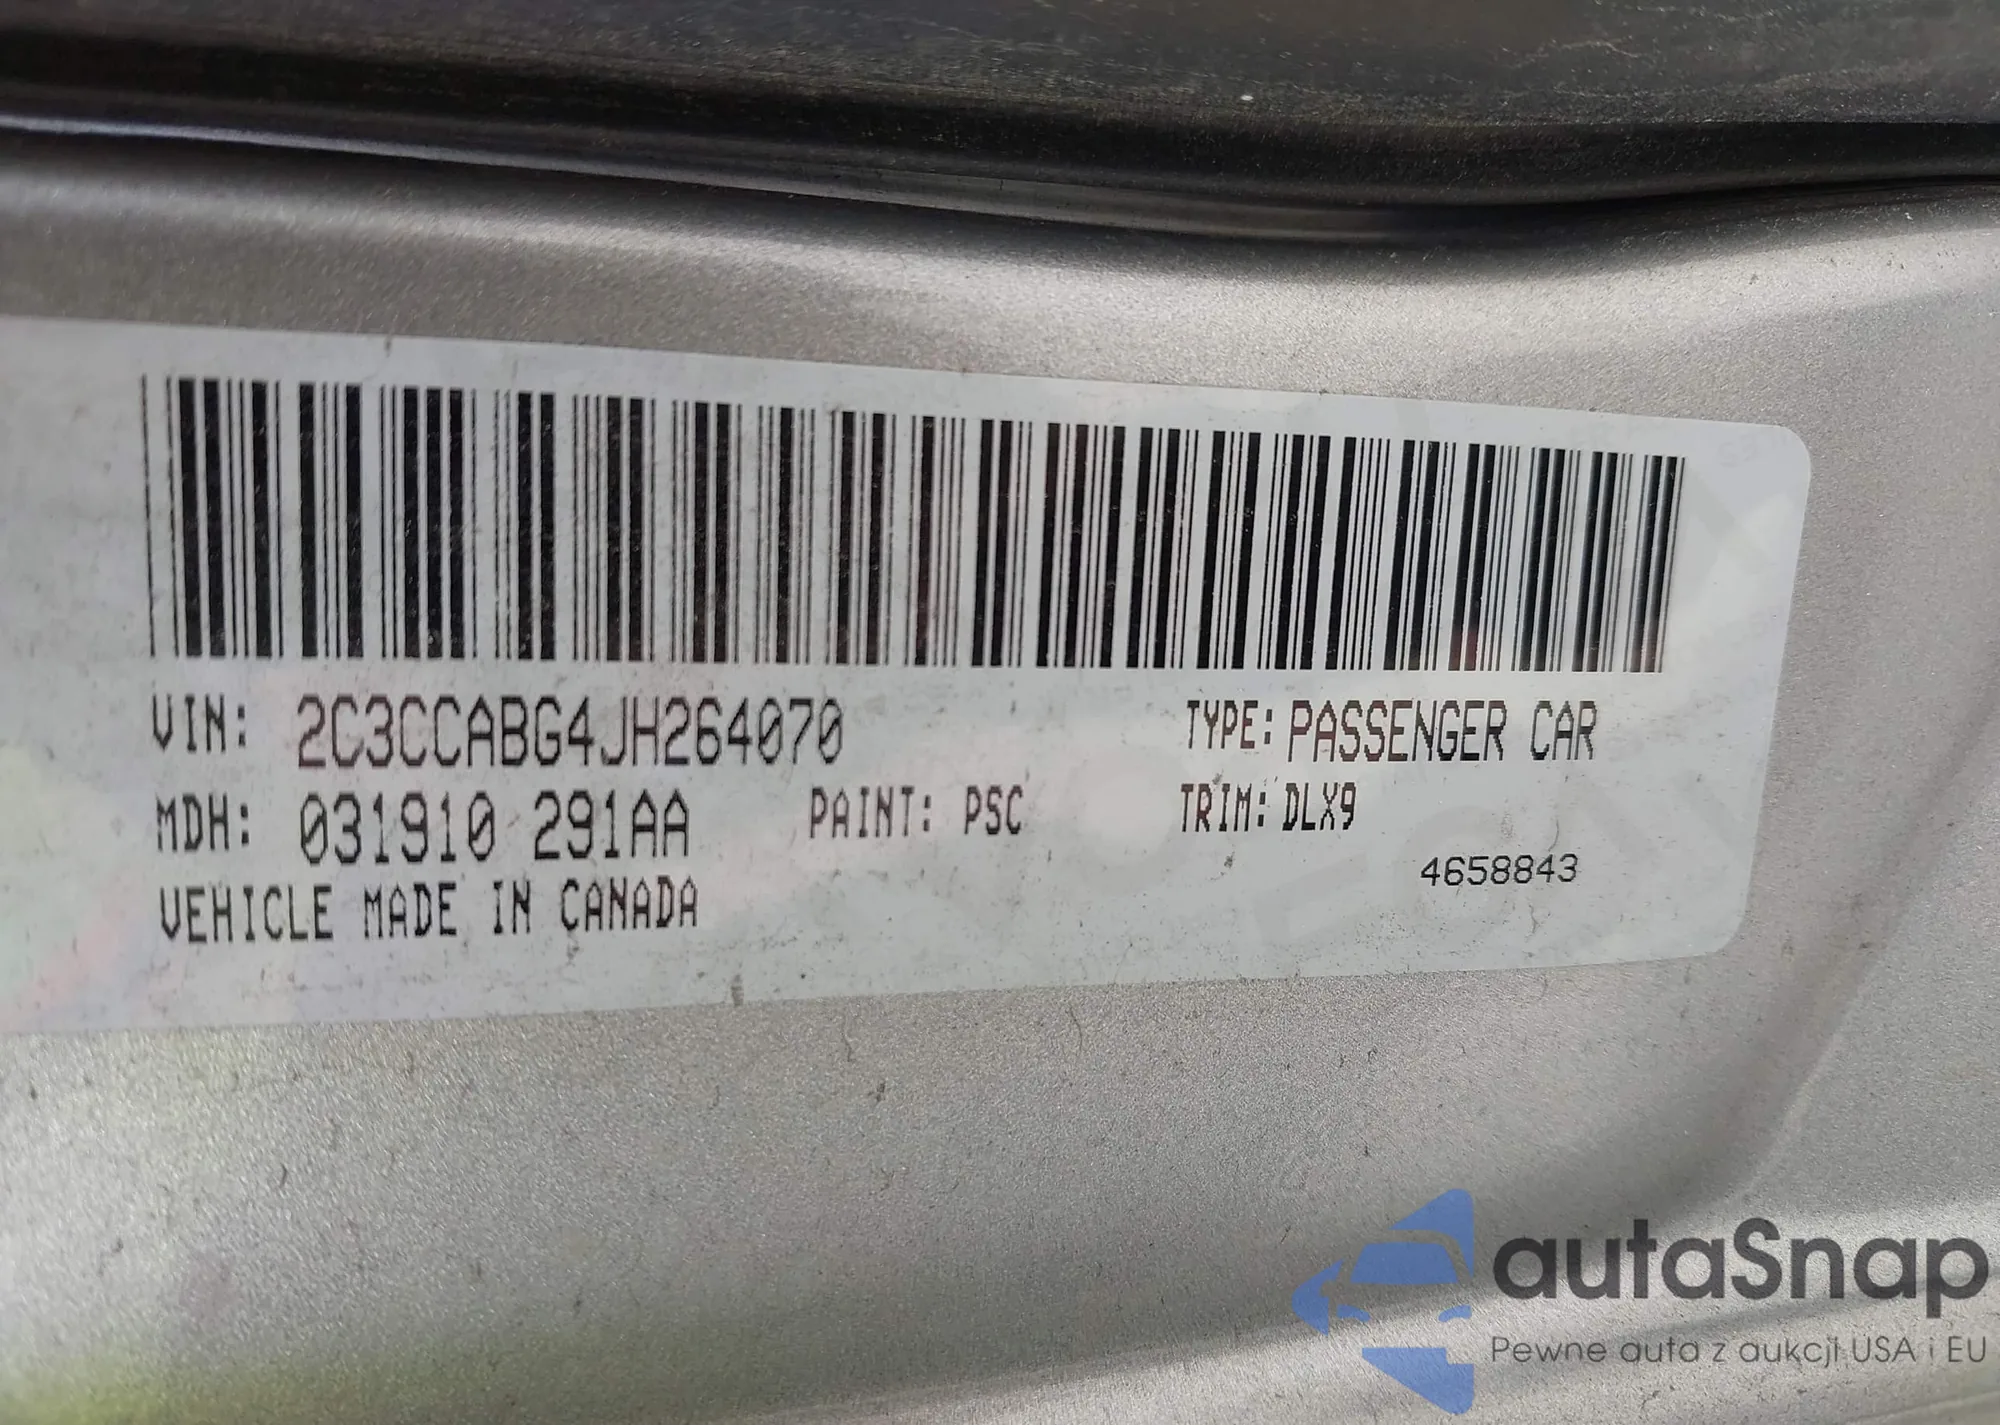 VIN: 2C3CCABG4JH264070 TYPE: PASSENGER CAR
MDH: 031910 291AA PAINT: PSC TRIM: DLX9
4658843
VEHICLE MADE IN CANADA
autaSnap
Pewne auta z aukcji USA i EU